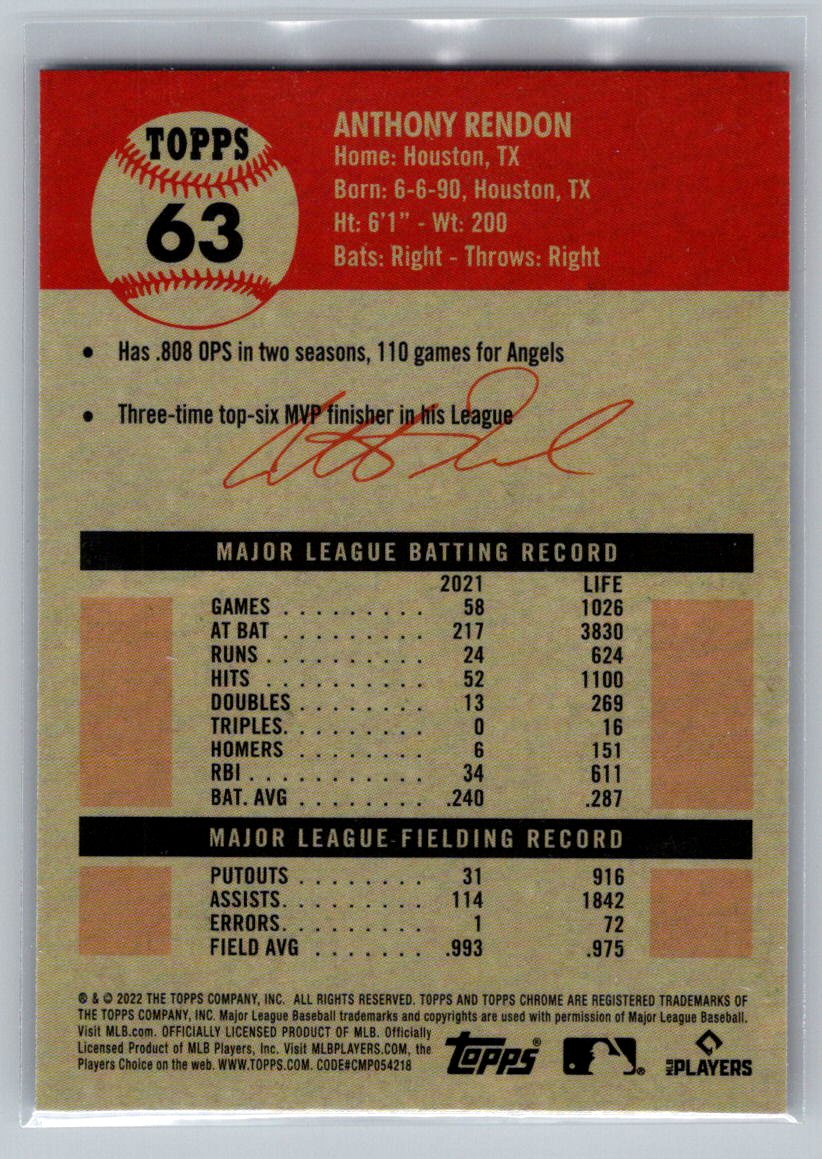 TOPPS
63
ANTHONY RENDON
Home: Houston, TX
Born: 6-6-90, Houston, TX
Ht: 6'1" - Wt: 200
Bats: Right - Throws: Right
• Has .808 OPS in two seasons, 110 games for Angels
• Three-time top-six MVP finisher in his League
MAJOR LEAGUE BATTING RECORD
2021 LIFE
GAMES . . . . . . . . . 58 1026
AT BAT . . . . . . . . . 217 3830
RUNS . . . . . . . . . . 24 624
HITS . . . . . . . . . . 52 1100
DOUBLES . . . . . . . . 13 269
TRIPLES. . . . . . . . . 0 16
HOMERS . . . . . . . . 6 151
RBI . . . . . . . . . . . 34 611
BAT. AVG . . . . . . . . .240 .287
MAJOR LEAGUE FIELDING RECORD
PUTOUTS . . . . . . . . 31 916
ASSISTS. . . . . . . . . 114 1842
ERRORS. . . . . . . . . 1 72
FIELD AVG . . . . . . . .993 .975
® & © 2022 THE TOPPS COMPANY, INC. ALL RIGHTS RESERVED. TOPPS AND TOPPS CHROME ARE REGISTERED TRADEMARKS OF
THE TOPPS COMPANY, INC. Major League Baseball trademarks and copyrights are used with permission of Major League Baseball.
Visit MLB.com. OFFICIALLY LICENSED PRODUCT OF MLB. Officially
Licensed Product of MLB Players, Inc. Visit MLBPLAYERS.COM, the
Players Choice on the web. WWW.TOPPS.COM. CODE#CMP054218
Topps®
®
MLB PLAYERS